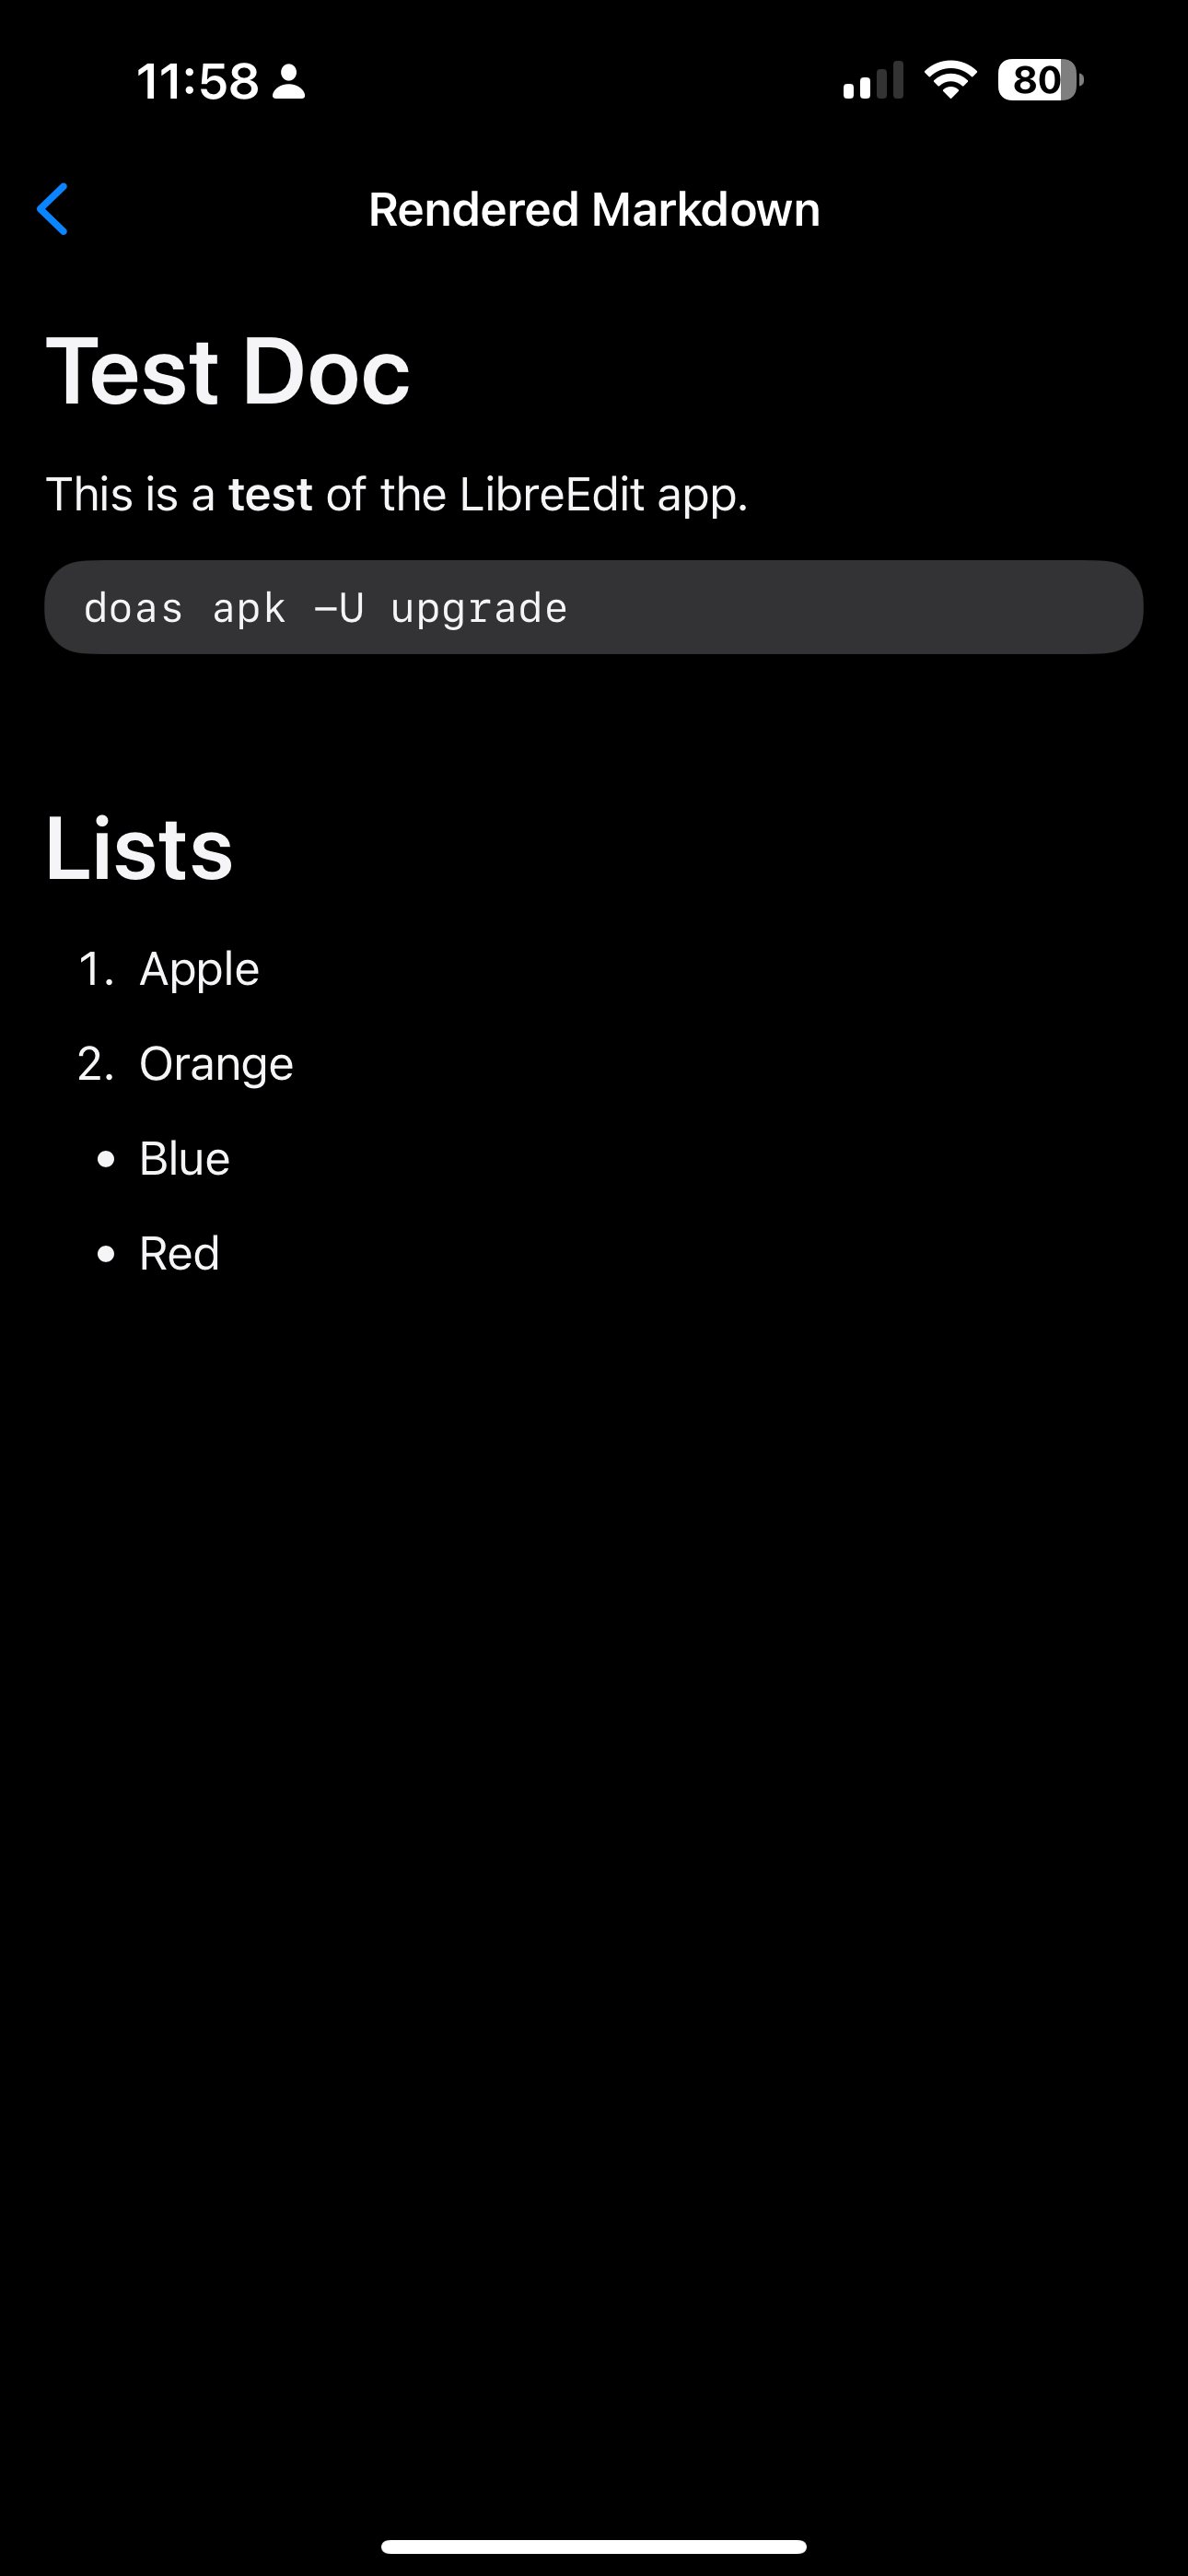 11:58
80
Rendered Markdown
Test Doc
This is a test of the LibreEdit app.
doas apk -U upgrade
Lists
1. Apple
2. Orange
• Blue
• Red